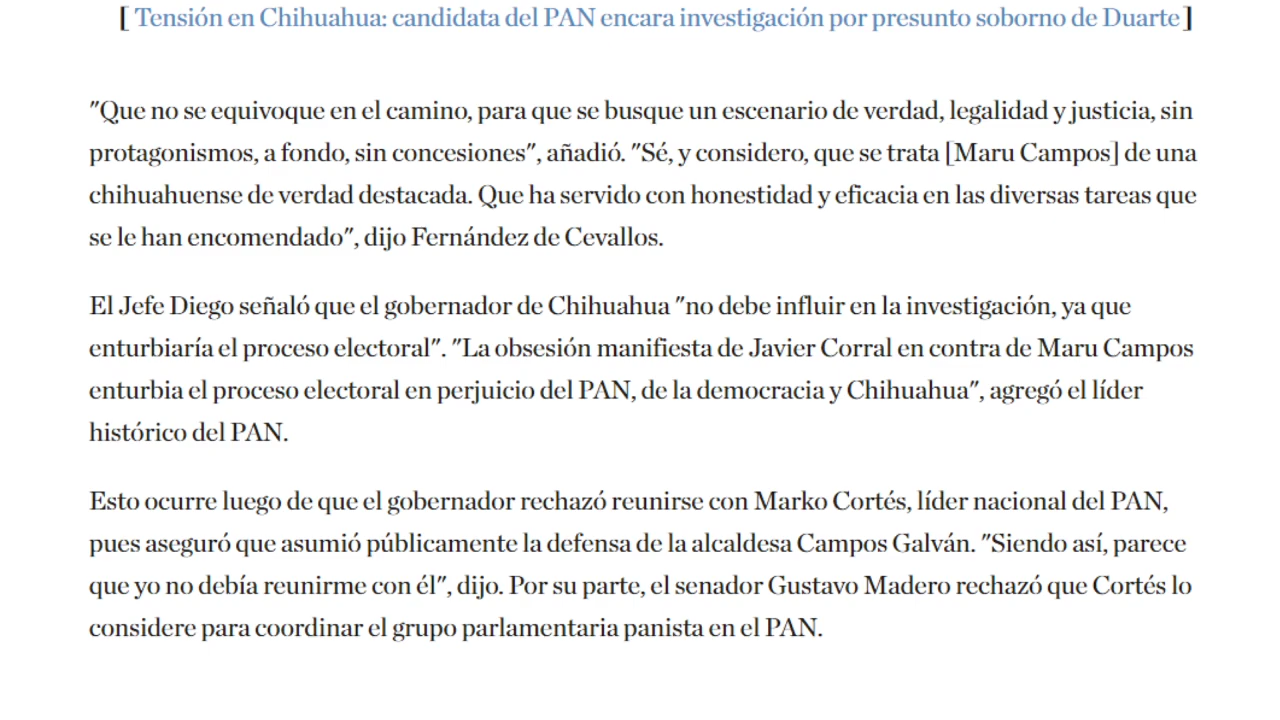 [ Tensión en Chihuahua: candidata del PAN encara investigación por presunto soborno de Duarte ]
"Que no se equivoque en el camino, para que se busque un escenario de verdad, legalidad y justicia, sin
protagonismos, a fondo, sin concesiones", añadió. "Sé, y considero, que se trata [Maru Campos] de una
chihuahuense de verdad destacada. Que ha servido con honestidad y eficacia en las diversas tareas que
se le han encomendado", dijo Fernández de Cevallos.
El Jefe Diego señaló que el gobernador de Chihuahua "no debe influir en la investigación, ya que
enturbiaría el proceso electoral". "La obsesión manifiesta de Javier Corral en contra de Maru Campos
enturbia el proceso electoral en perjuicio del PAN, de la democracia y Chihuahua", agregó el líder
histórico del PAN.
Esto ocurre luego de que el gobernador rechazó reunirse con Marko Cortés, líder nacional del PAN,
pues aseguró que asumió públicamente la defensa de la alcaldesa Campos Galván. "Siendo así, parece
que yo no debía reunirme con él", dijo. Por su parte, el senador Gustavo Madero rechazó que Cortés lo
considere para coordinar el grupo parlamentaria panista en el PAN.